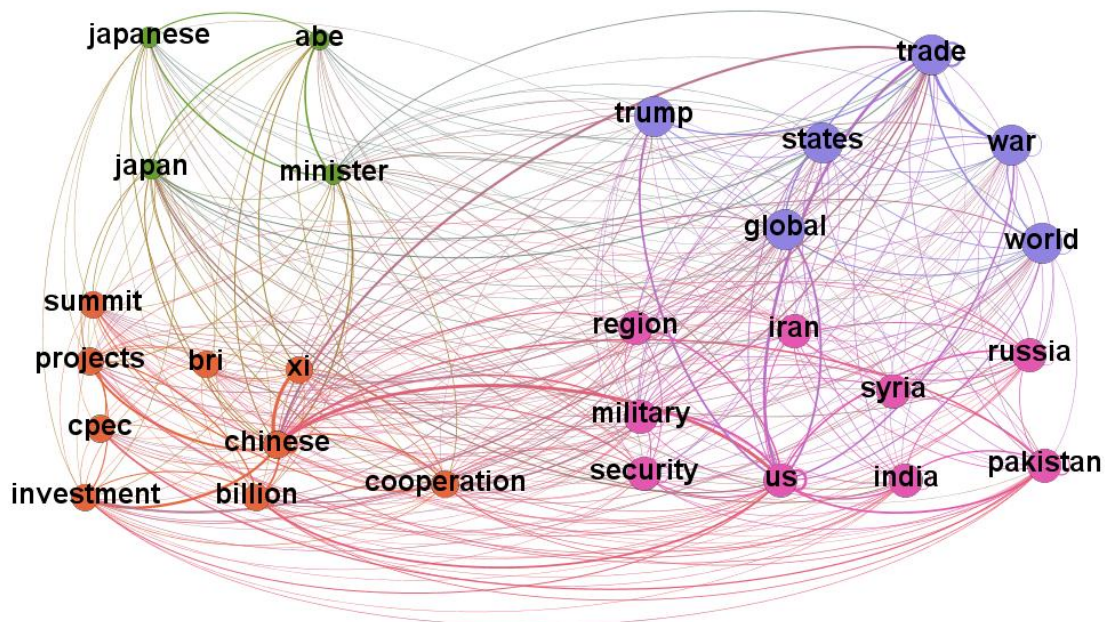 japanese
abe
trade
trump
states
war
japan
minister
global
world
summit
region
iran
projects
bri
xi
russia
syria
cpec
chinese
military
investment
billion
cooperation
security
us
india
pakistan